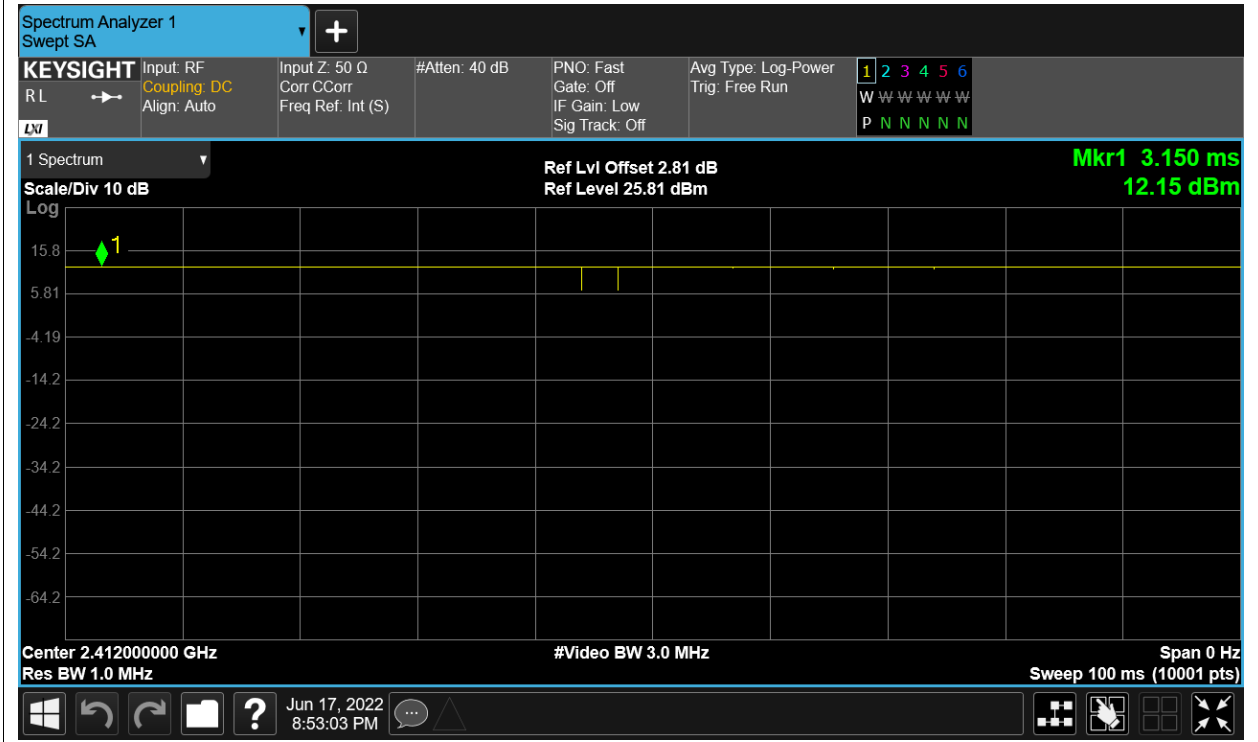 Spectrum Analyzer 1
Swept SA
+
KEYSIGHT
RL
LXI
Input: RF
Coupling: DC
Align: Auto
Input Z: 50 Ω
Corr CCorr
Freq Ref: Int (S)
#Atten: 40 dB
PNO: Fast
Gate: Off
IF Gain: Low
Sig Track: Off
Avg Type: Log-Power
Trig: Free Run
1 2 3 4 5 6
W W W W W W
P N N N N N
1 Spectrum
Ref Lvl Offset 2.81 dB
Mkr1 3.150 ms
Scale/Div 10 dB
Ref Level 25.81 dBm
12.15 dBm
Log
1
15.8
5.81
-4.19
-14.2
-24.2
-34.2
-44.2
-54.2
-64.2
Center 2.412000000 GHz
#Video BW 3.0 MHz
Span 0 Hz
Res BW 1.0 MHz
Sweep 100 ms (10001 pts)
?
Jun 17, 2022
8:53:03 PM